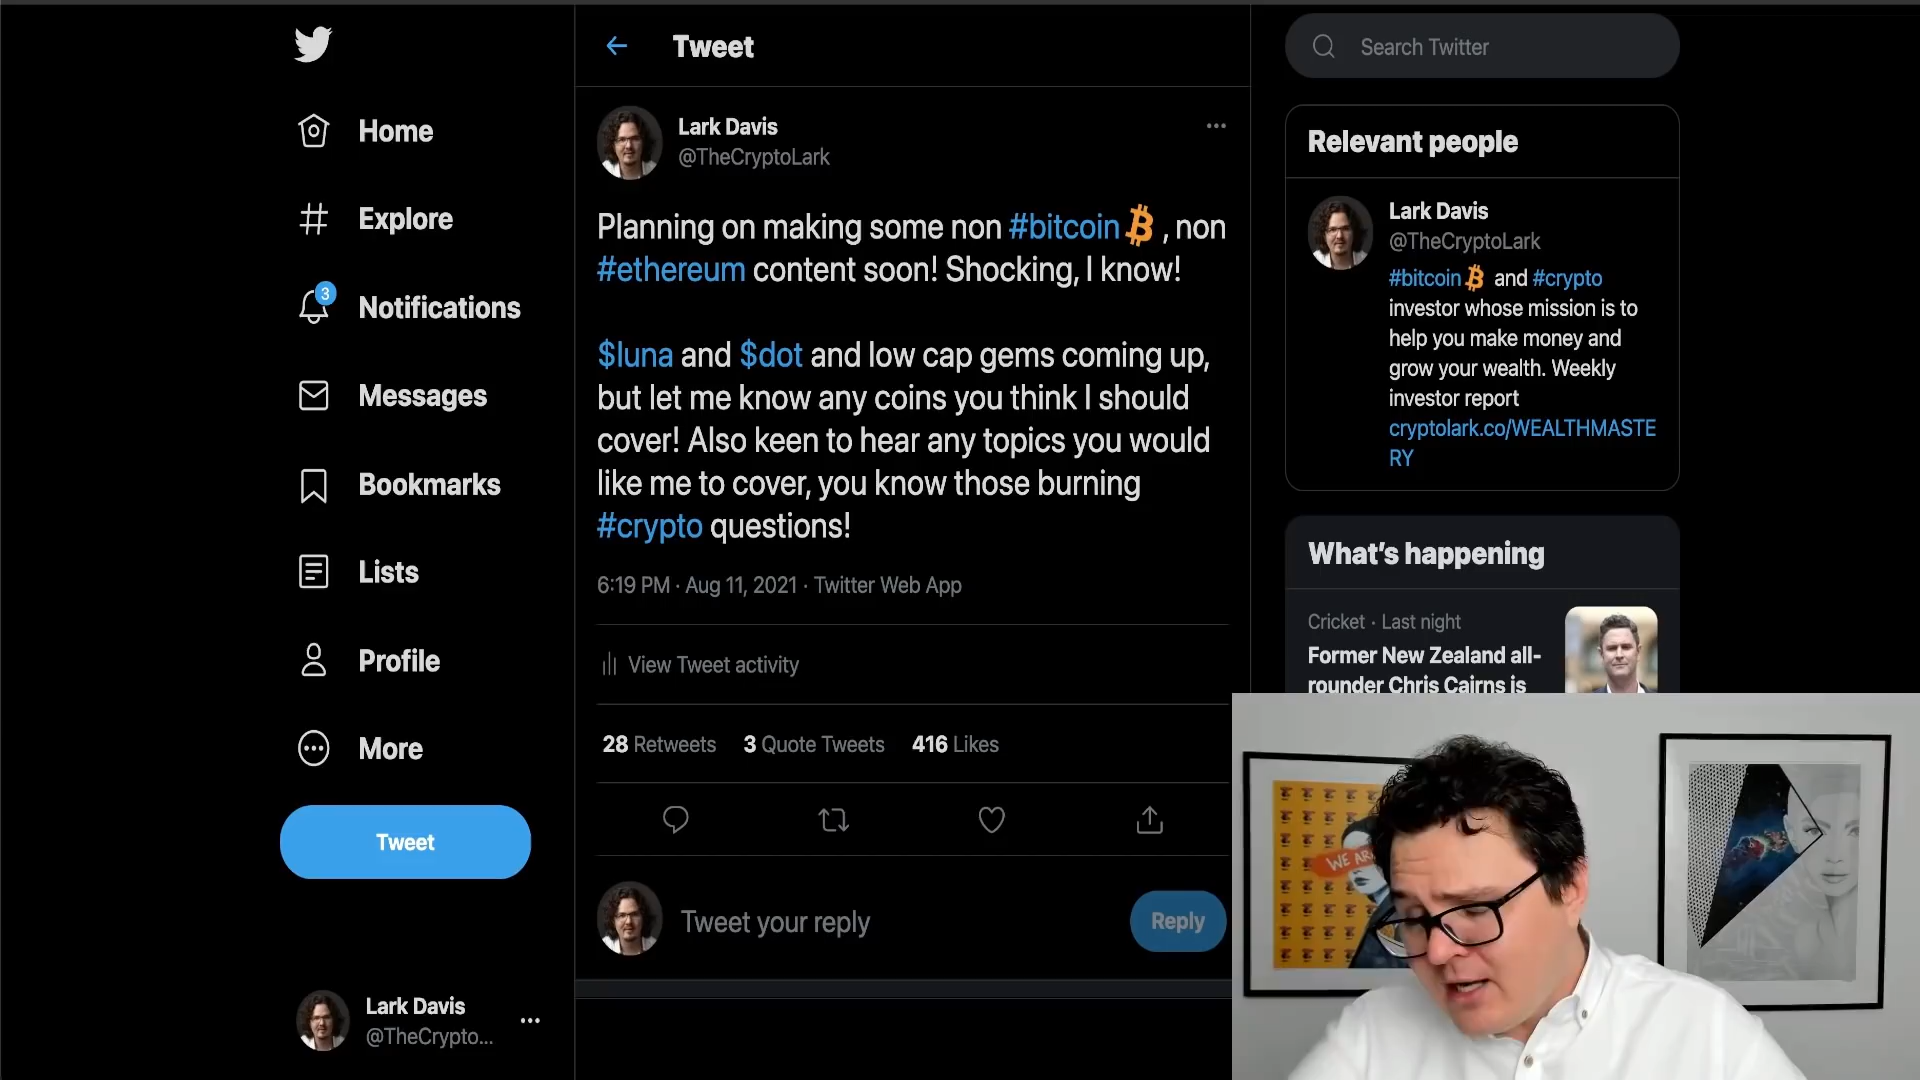 Home
Explore
3
Notifications
Messages
Bookmarks
Lists
Profile
More
Tweet
Lark Davis
@TheCrypto...
Tweet
Lark Davis
@TheCryptoLark
Planning on making some non #bitcoin , non
#ethereum content soon! Shocking, I know!
$luna and $dot and low cap gems coming up,
but let me know any coins you think I should
cover! Also keen to hear any topics you would
like me to cover, you know those burning
#crypto questions!
6:19 PM · Aug 11, 2021 · Twitter Web App
View Tweet activity
28 Retweets 3 Quote Tweets 416 Likes
Tweet your reply
Reply
Search Twitter
Relevant people
Lark Davis
@TheCryptoLark
#bitcoin and #crypto
investor whose mission is to
help you make money and
grow your wealth. Weekly
investor report
cryptolark.co/WEALTHMASTE
RY
What's happening
Cricket · Last night
Former New Zealand all-
rounder Chris Cairns is
WE